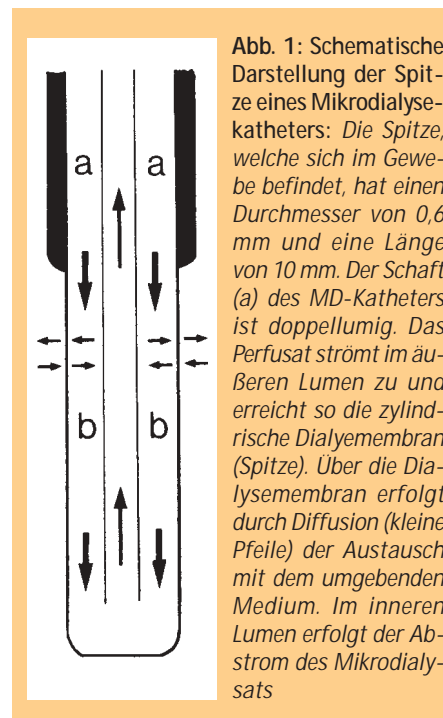 a a
b b
Abb. 1: Schematische
Darstellung der Spit-
ze eines Mikrodialyse-
katheters: Die Spitze,
welche sich im Gewe-
be befindet, hat einen
Durchmesser von 0,6
mm und eine Länge
von 10 mm. Der Schaft
(a) des MD-Katheters
ist doppellumig. Das
Perfusat strömt im äu-
ßeren Lumen zu und
erreicht so die zylind-
rische Dialyemembran
(Spitze). Über die Dia-
lysemembran erfolgt
durch Diffusion (kleine
Pfeile) der Austausch
mit dem umgebenden
Medium. Im inneren
Lumen erfolgt der Ab-
strom des Mikrodialy-
sats